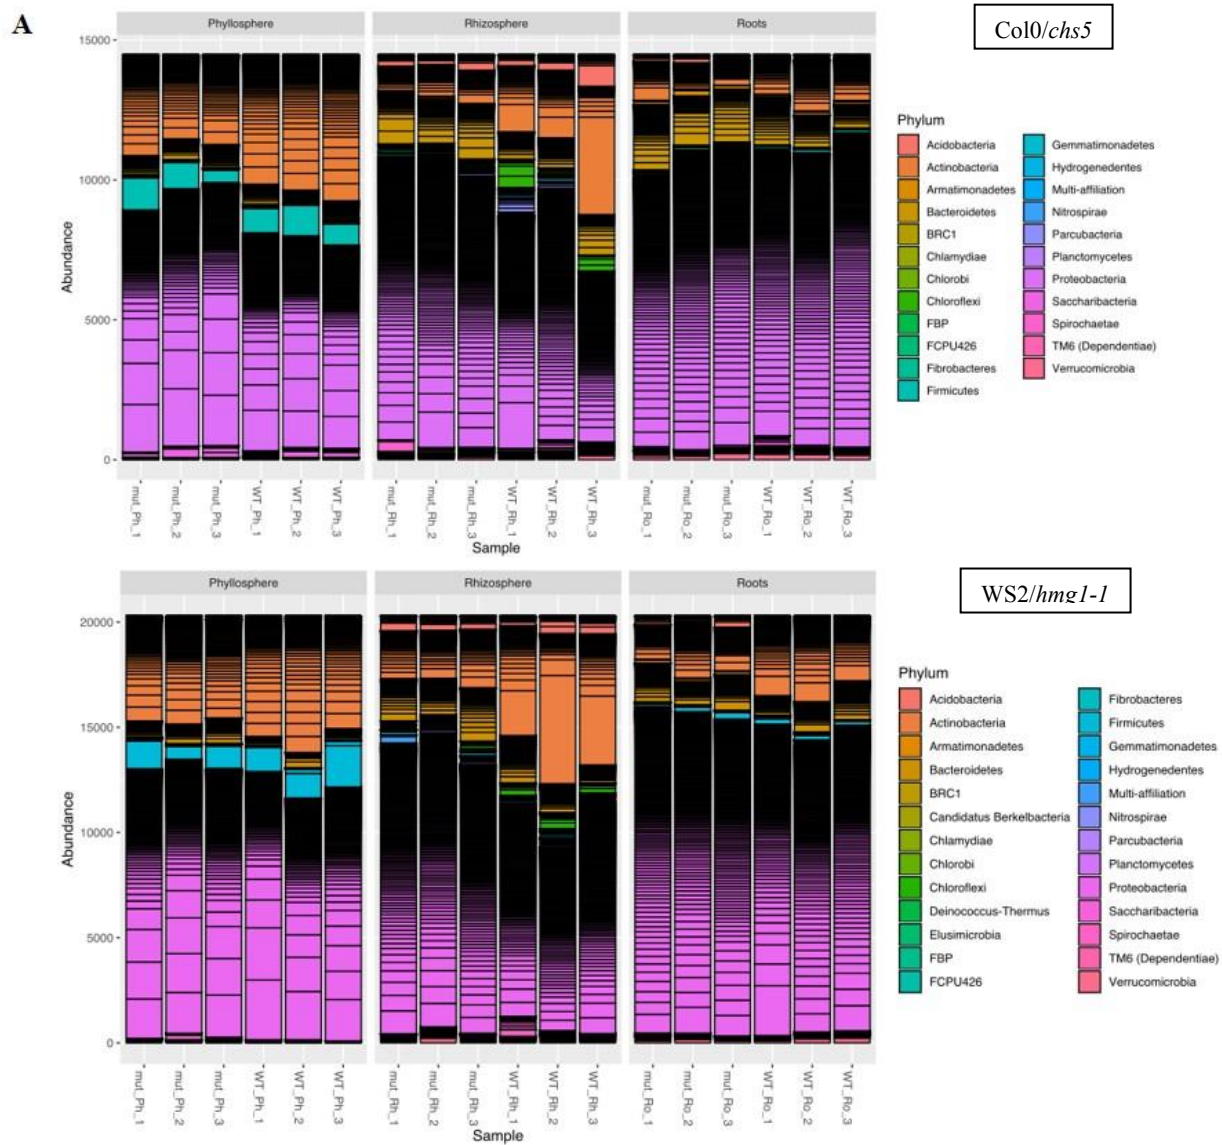 A
Col0/chs5
Phyllosphere
Rhizosphere
Roots
15000
10000
5000
0
Abundance
mut_Ph_1
mut_Ph_2
mut_Ph_3
WT_Ph_1
WT_Ph_2
WT_Ph_3
mut_Rh_1
mut_Rh_2
mut_Rh_3
WT_Rh_1
WT_Rh_2
WT_Rh_3
mut_Ro_1
mut_Ro_2
mut_Ro_3
WT_Ro_1
WT_Ro_2
WT_Ro_3
Sample
Phylum
Acidobacteria
Actinobacteria
Armatimonadetes
Bacteroidetes
BRC1
Chlamydiae
Chlorobi
Chloroflexi
FBP
FCPU426
Fibrobacteres
Firmicutes
Gemmatimonadetes
Hydrogenedentes
Multi-affiliation
Nitrospirae
Parcubacteria
Planctomycetes
Proteobacteria
Saccharibacteria
Spirochaetae
TM6 (Dependentiae)
Verrucomicrobia
WS2/hmg1-1
Phyllosphere
Rhizosphere
Roots
20000
15000
10000
5000
0
Abundance
mut_Ph_1
mut_Ph_2
mut_Ph_3
WT_Ph_1
WT_Ph_2
WT_Ph_3
mut_Rh_1
mut_Rh_2
mut_Rh_3
WT_Rh_1
WT_Rh_2
WT_Rh_3
mut_Ro_1
mut_Ro_2
mut_Ro_3
WT_Ro_1
WT_Ro_2
WT_Ro_3
Sample
Phylum
Acidobacteria
Actinobacteria
Armatimonadetes
Bacteroidetes
BRC1
Candidatus Berkelbacteria
Chlamydiae
Chlorobi
Chloroflexi
Deinococcus-Thermus
Elusimicrobia
FBP
FCPU426
Fibrobacteres
Firmicutes
Gemmatimonadetes
Hydrogenedentes
Multi-affiliation
Nitrospirae
Parcubacteria
Planctomycetes
Proteobacteria
Saccharibacteria
Spirochaetae
TM6 (Dependentiae)
Verrucomicrobia